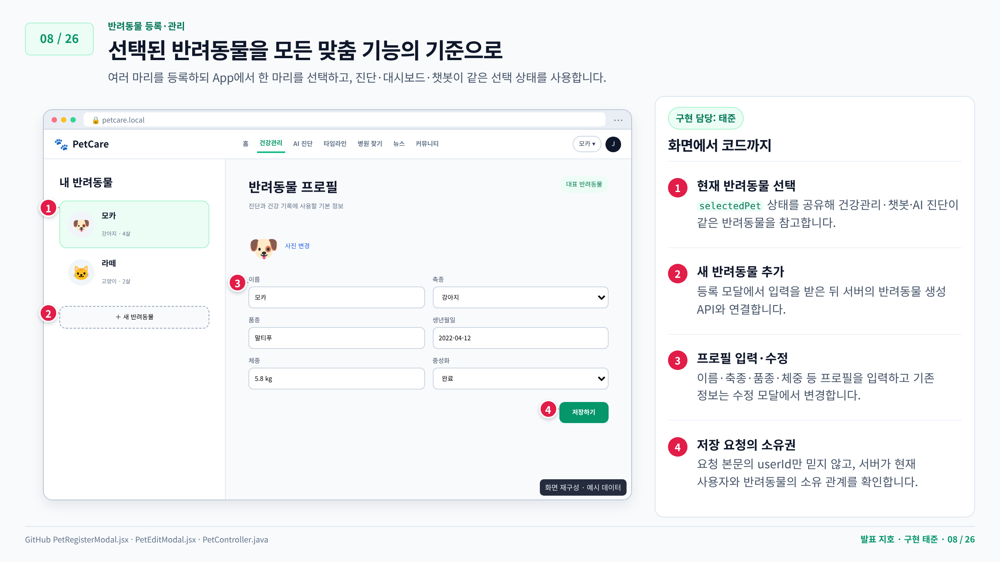 08 / 26
반려동물 등록·관리
선택된 반려동물을 모든 맞춤 기능의 기준으로
여러 마리를 등록하되 App에서 한 마리를 선택하고, 진단·대시보드·챗봇이 같은 선택 상태를 사용합니다.
petcare.local
PetCare
홈 건강관리 AI 진단 타임라인 병원 찾기 뉴스 커뮤니티
모카 ▾
J
내 반려동물
1
모카
강아지 · 4살
라떼
고양이 · 2살
2
+ 새 반려동물
반려동물 프로필
대표 반려동물
진단과 건강 기록에 사용할 기본 정보
사진 변경
3
이름
모카
축종
강아지
품종
말티푸
생년월일
2022-04-12
체중
5.8 kg
중성화
완료
4
저장하기
화면 재구성 · 예시 데이터
구현 담당: 태준
화면에서 코드까지
1
현재 반려동물 선택
selectedPet 상태를 공유해 건강관리·챗봇·AI 진단이
같은 반려동물을 참고합니다.
2
새 반려동물 추가
등록 모달에서 입력을 받은 뒤 서버의 반려동물 생성
API와 연결합니다.
3
프로필 입력·수정
이름·축종·품종·체중 등 프로필을 입력하고 기존
정보는 수정 모달에서 변경합니다.
4
저장 요청의 소유권
요청 본문의 userId만 믿지 않고, 서버가 현재
사용자와 반려동물의 소유 관계를 확인합니다.
GitHub PetRegisterModal.jsx · PetEditModal.jsx · PetController.java
발표 지호 · 구현 태준 · 08 / 26